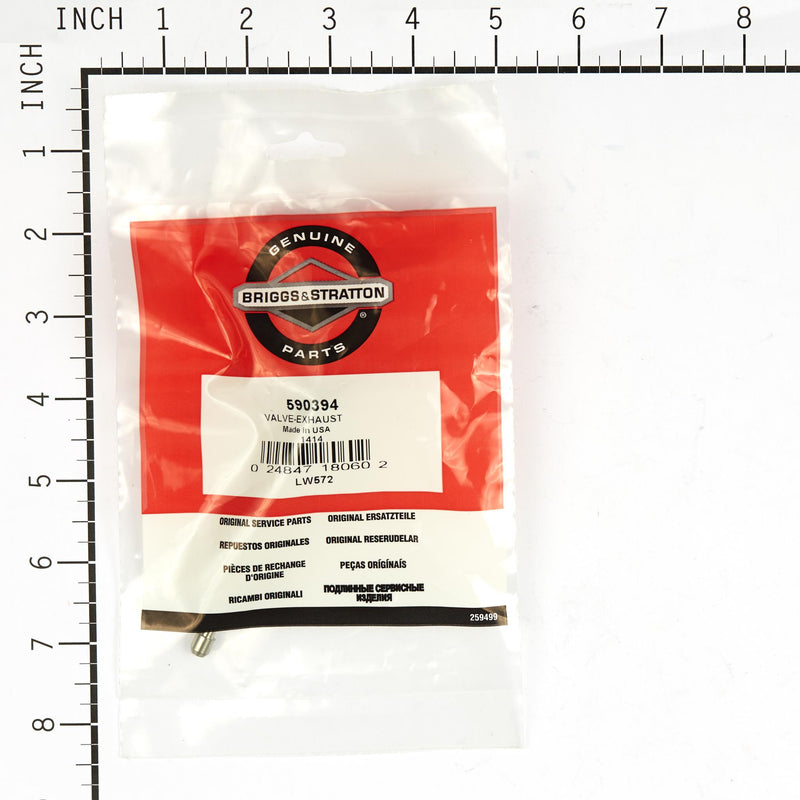 INCH 1 2 3 4 5 6 7 8
INCH
1
2
3
4
5
6
7
8
GENUINE
BRIGGS&STRATTON
®
PARTS
590394
VALVE-EXHAUST
Made In USA
1414
0 24847 18060 2
LW572
ORIGINAL SERVICE PARTS ORIGINAL ERSATZTEILE
REPUESTOS ORIGINALES ORIGINAL RESERUDELAR
PIÈCES DE RECHANGE D'ORIGINE PEÇAS ORIGÍNAIS
RICAMBI ORIGINALI ПОДЛИННЫЕ СЕРВИСНЫЕ ИЗДЕЛИЯ
259499